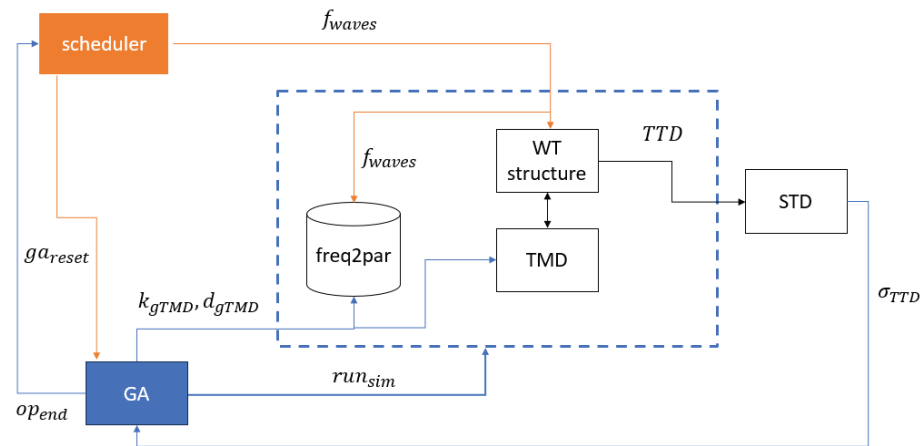 f_waves
scheduler
TTD
WT
structure
f_waves
STD
freq2par
TMD
ga_reset
k_gTMD, d_gTMD
σ_TTD
run_sim
GA
op_end